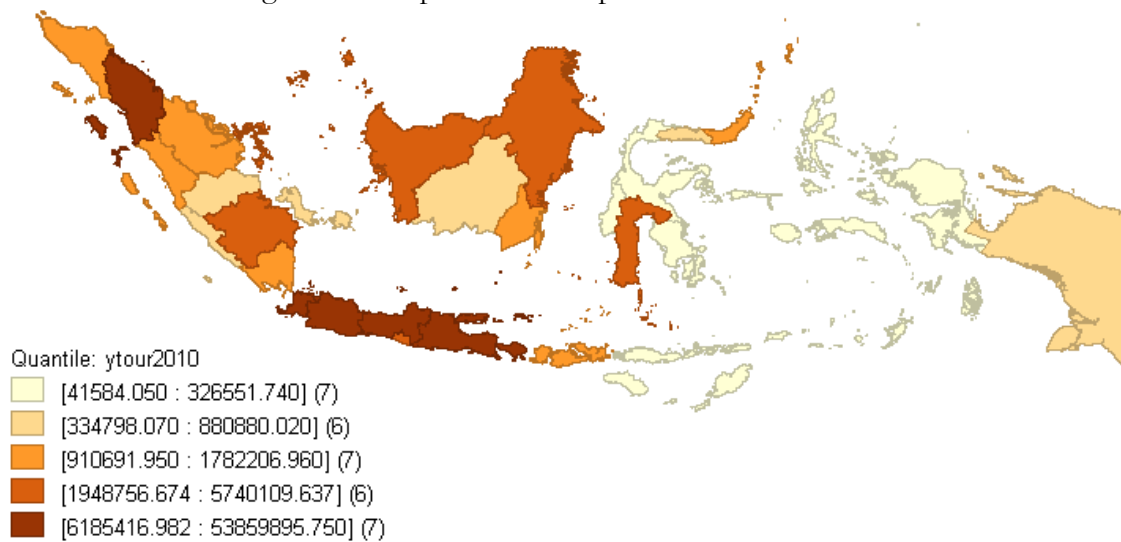 Quantile: ytour2010
[41584.050 : 326551.740] (7)
[334798.070 : 880880.020] (6)
[910691.950 : 1782206.960] (7)
[1948756.674 : 5740109.637] (6)
[6185416.982 : 53859895.750] (7)